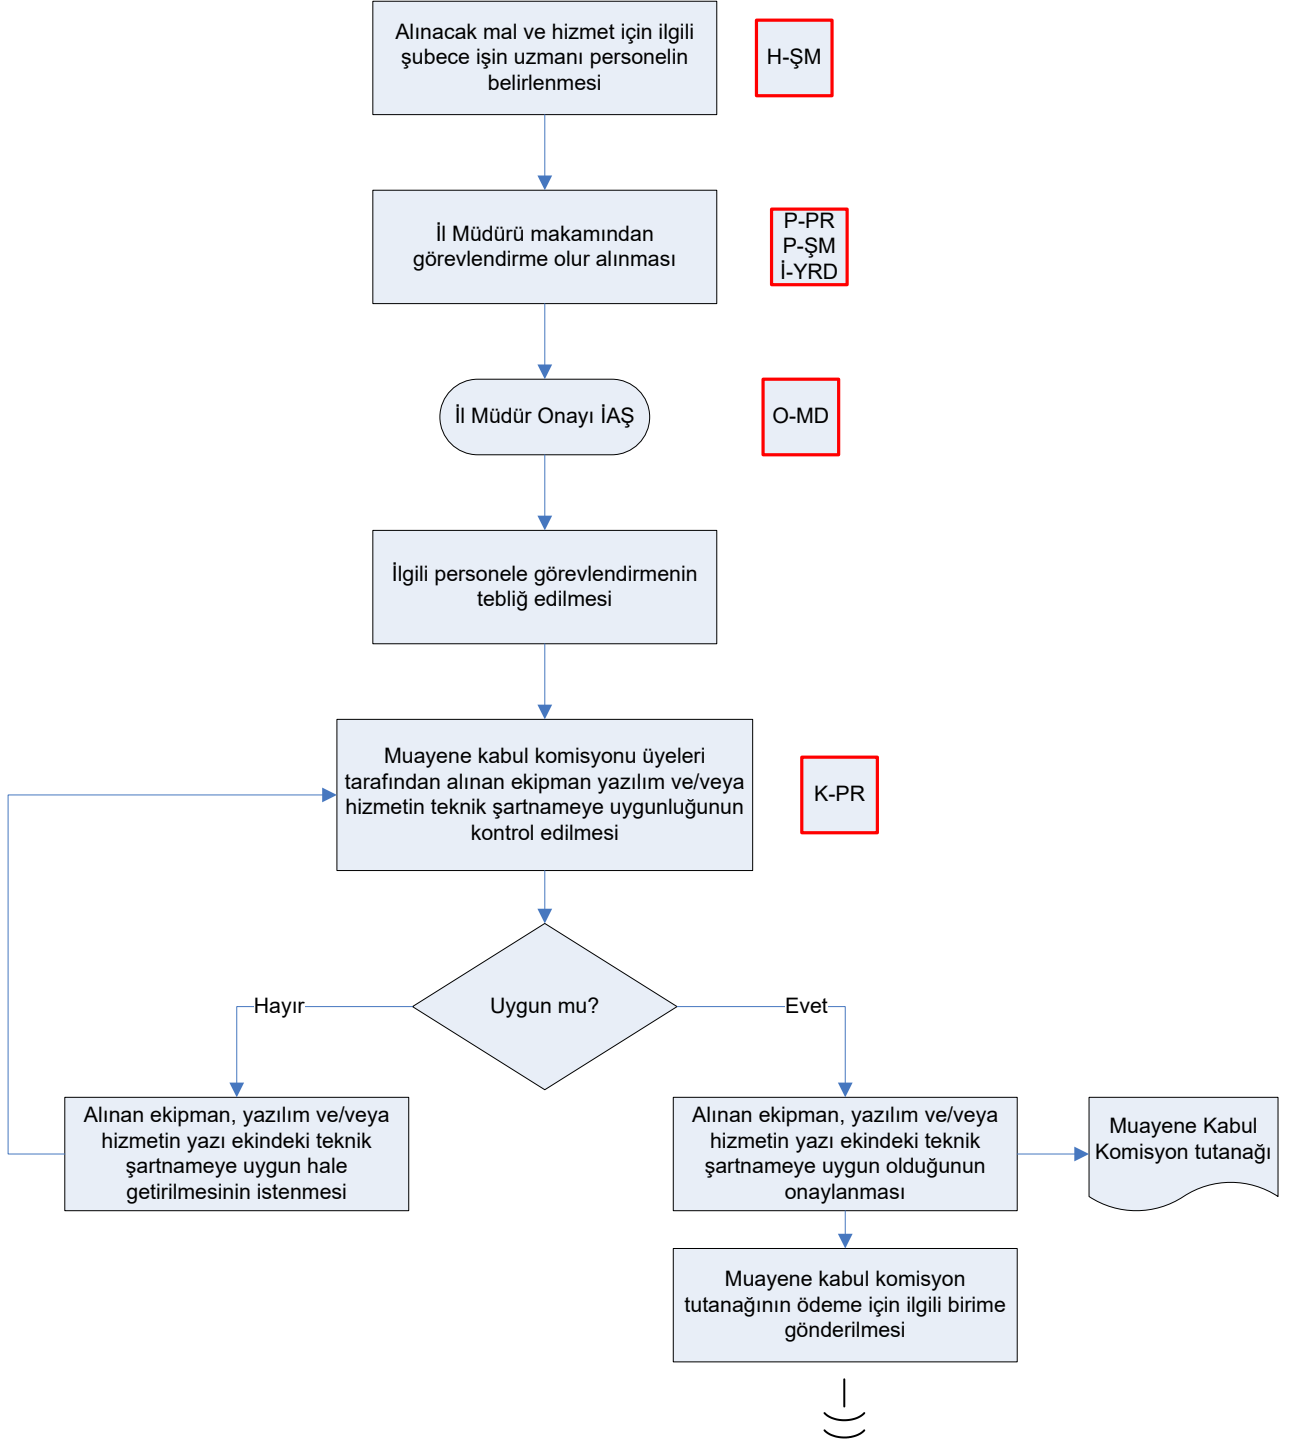 Alınacak mal ve hizmet için ilgili
şubece işin uzmanı personelin
belirlenmesi
H-ŞM
İl Müdürü makamından
görevlendirme olur alınması
P-PR
P-ŞM
İ-YRD
İl Müdür Onayı İAŞ
O-MD
İlgili personele görevlendirmenin
tebliğ edilmesi
Muayene kabul komisyonu üyeleri
tarafından alınan ekipman yazılım ve/veya
hizmetin teknik şartnameye uygunluğunun
kontrol edilmesi
K-PR
Uygun mu?
Hayır
Evet
Alınan ekipman, yazılım ve/veya
hizmetin yazı ekindeki teknik
şartnameye uygun hale
getirilmesinin istenmesi
Alınan ekipman, yazılım ve/veya
hizmetin yazı ekindeki teknik
şartnameye uygun olduğunun
onaylanması
Muayene Kabul
Komisyon tutanağı
Muayene kabul komisyon
tutanağının ödeme için ilgili birime
gönderilmesi